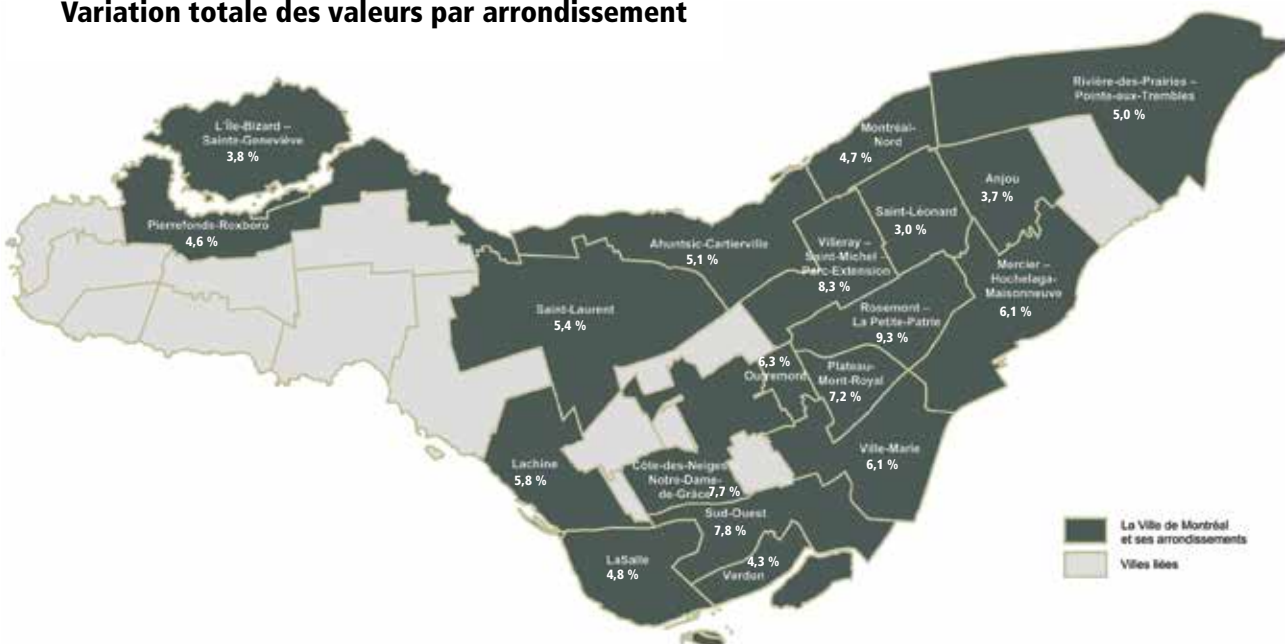 Variation totale des valeurs par arrondissement
Rivière-des-Prairies –
Pointe-aux-Trembles
5,0 %
L'Île-Bizard –
Sainte-Geneviève
3,8 %
Montréal-
Nord
4,7 %
Anjou
3,7 %
Saint-Léonard
3,0 %
Pierrefonds-Roxboro
4,6 %
Ahuntsic-Cartierville
5,1 %
Villeray –
Saint-Michel
Parc-Extension
8,3 %
Mercier –
Hochelaga-
Maisonneuve
6,1 %
Saint-Laurent
5,4 %
Rosemont –
La Petite-Patrie
9,3 %
6,3 %
Outremont
Plateau-
Mont-Royal
7,2 %
Ville-Marie
6,1 %
Lachine
5,8 %
Côte-des-Neiges
Notre-Dame-
de-Grâce 7,7 %
Sud-Ouest
7,8 %
LaSalle
4,8 %
4,3 %
Verdun
La Ville de Montréal
et ses arrondissements
Villes liées